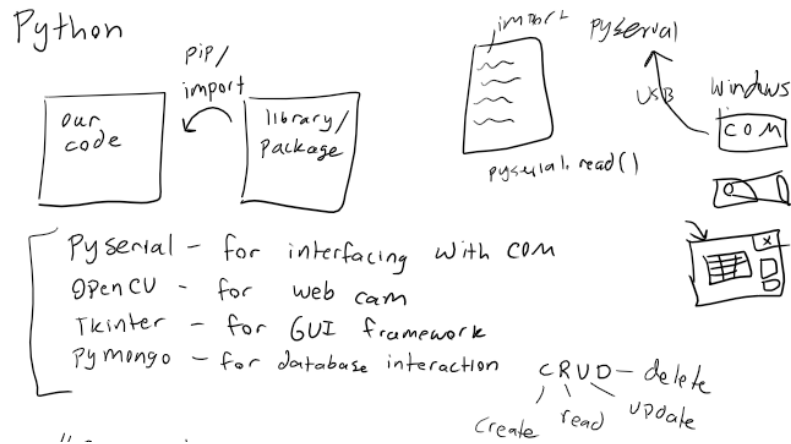 Python
pip/
import
our
code
library/
package
import
pyserial
USB
Windows
COM
pyserial.read()
Pyserial - for interfacing with COM
OpenCV - for web cam
Tkinter - for GUI framework
Pymongo - for database interaction
CRUD - delete
create read update